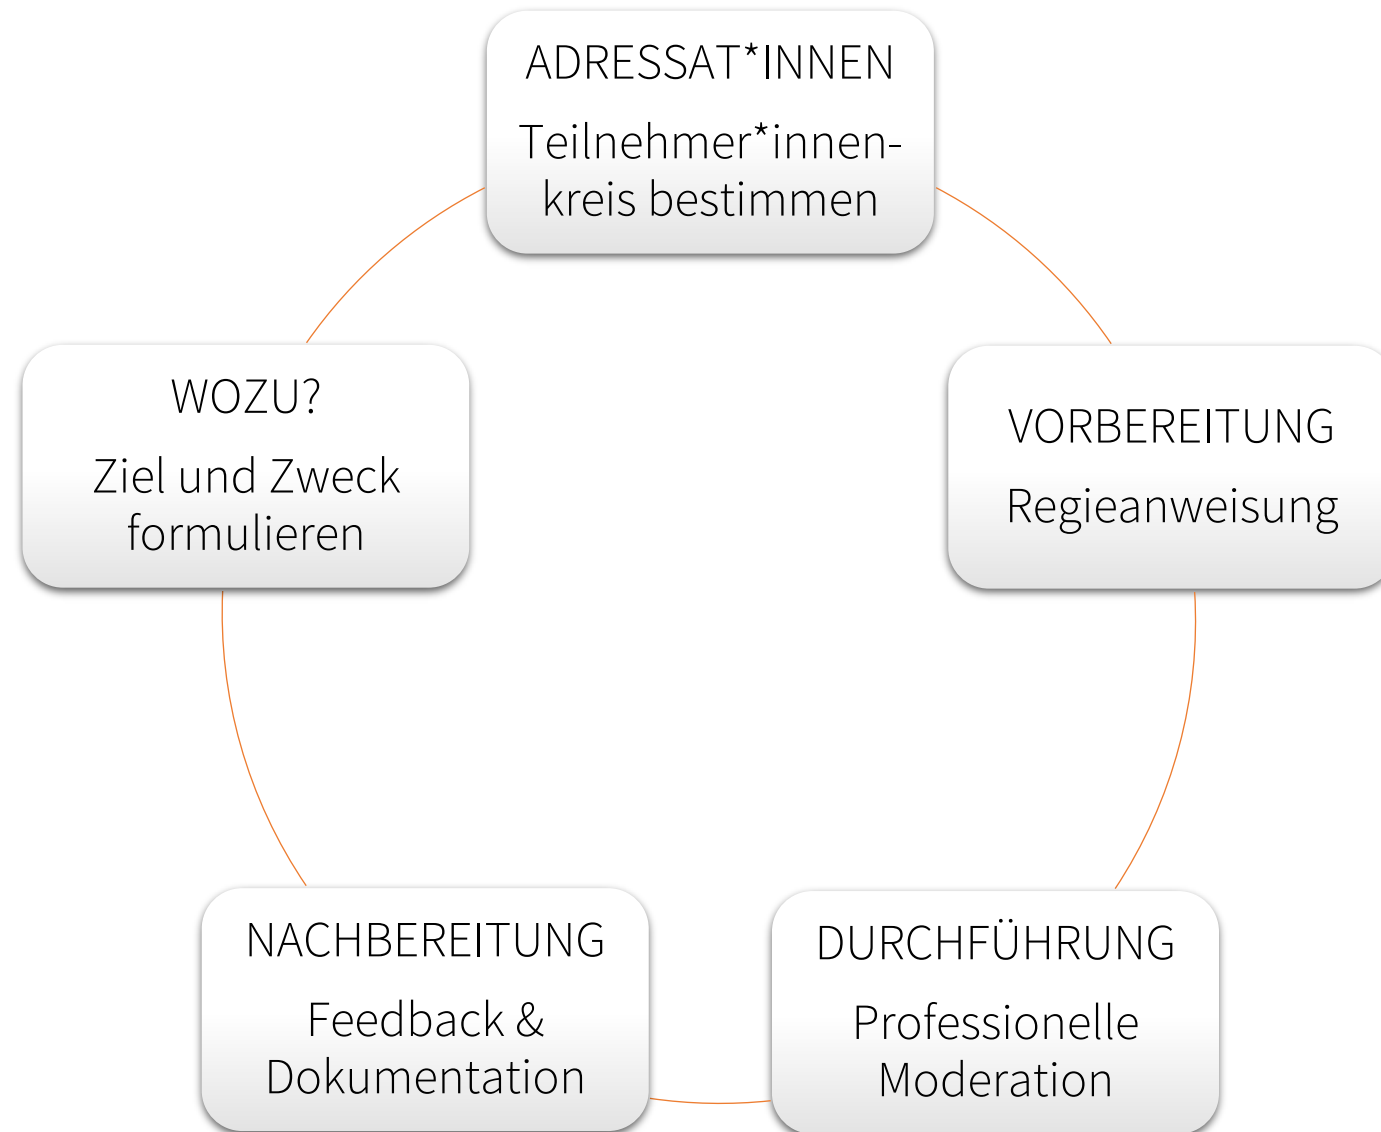 ADRESSAT*INNEN
Teilnehmer*innen-
kreis bestimmen
WOZU?
Ziel und Zweck
formulieren
VORBEREITUNG
Regieanweisung
NACHBEREITUNG
Feedback &
Dokumentation
DURCHFÜHRUNG
Professionelle
Moderation